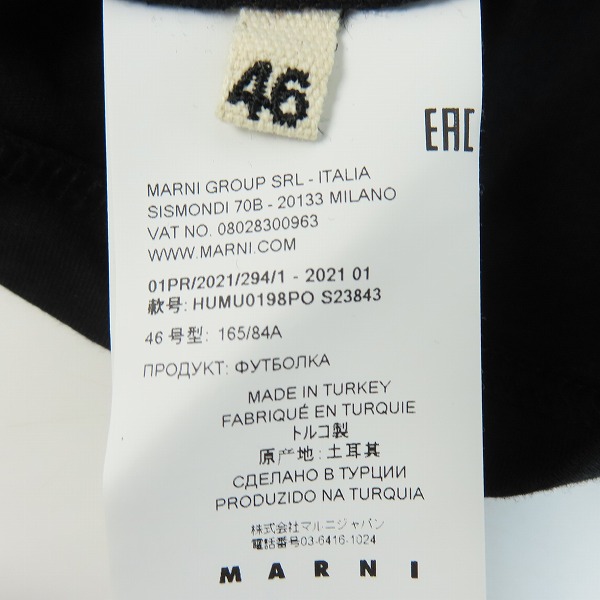 46
EAC
MARNI GROUP SRL - ITALIA
SISMONDI 70B - 20133 MILANO
VAT NO. 08028300963
WWW.MARNI.COM
01PR/2021/294/1 - 2021 01
款号: HUMU0198PO S23843
46 号型: 165/84A
ПРОДУКТ: ФУТБОЛКА
MADE IN TURKEY
FABRIQUÉ EN TURQUIE
トルコ製
原产地: 土耳其
СДЕЛАНО В ТУРЦИИ
PRODUZIDO NA TURQUIA
株式会社マルニジャパン
電話番号03-6416-1024
MARNI